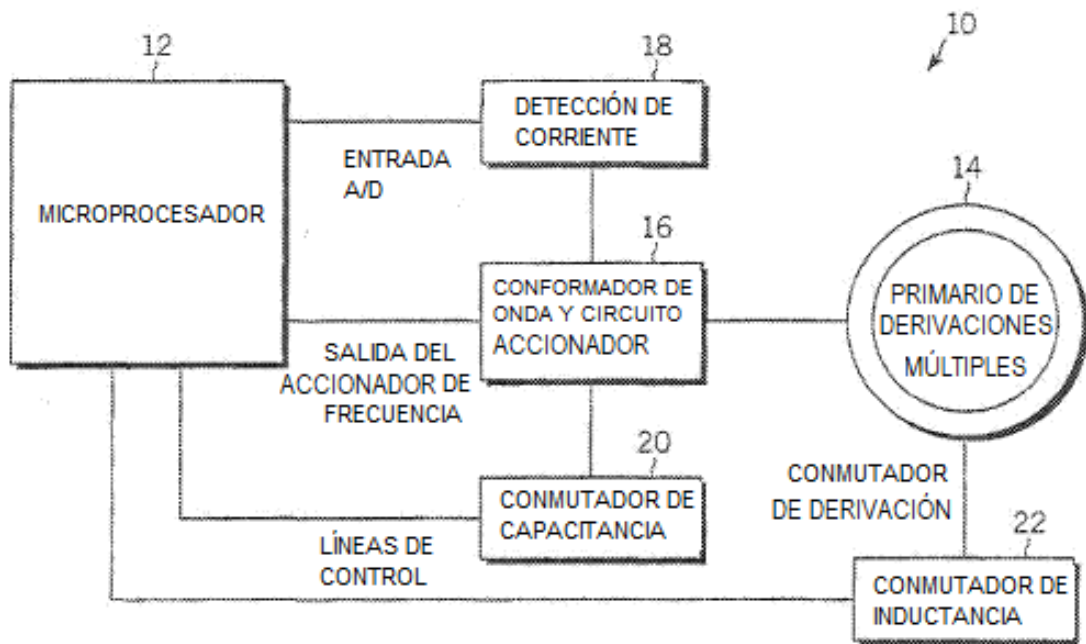 10
12
MICROPROCESADOR
18
DETECCIÓN DE
CORRIENTE
ENTRADA
A/D
14
PRIMARIO DE
DERIVACIONES
MÚLTIPLES
16
CONFORMADOR DE
ONDA Y CIRCUITO
ACCIONADOR
SALIDA DEL
ACCIONADOR DE
FRECUENCIA
20
CONMUTADOR DE
CAPACITANCIA
CONMUTADOR
DE DERIVACIÓN
LÍNEAS DE
CONTROL
22
CONMUTADOR DE
INDUCTANCIA